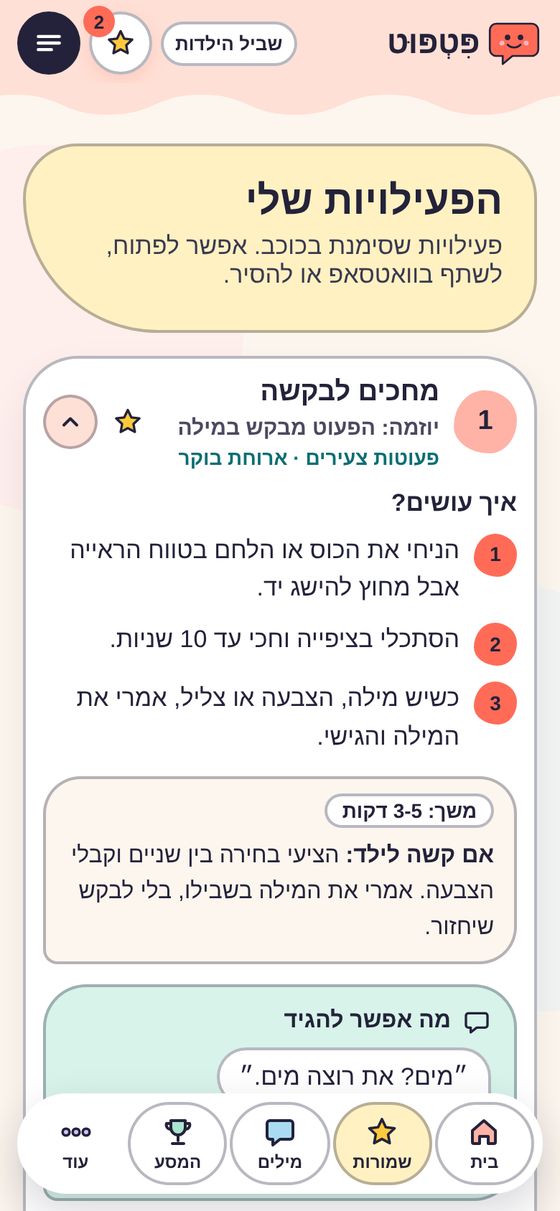 פִּטְפּוּט
שביל הילדות
2
הפעילויות שלי
פעילויות שסימנת בכוכב. אפשר לפתוח,
לשתף בוואטסאפ או להסיר.
1
מחכים לבקשה
יוזמה: הפעוט מבקש במילה
פעוטות צעירים · ארוחת בוקר
איך עושים?
1 הניחי את הכוס או הלחם בטווח הראייה
אבל מחוץ להישג יד.
2 הסתכלי בציפייה וחכי עד 10 שניות.
3 כשיש מילה, הצבעה או צליל, אמרי את
המילה והגישי.
משך: 3-5 דקות
אם קשה לילד: הציעי בחירה בין שניים וקבלי
הצבעה. אמרי את המילה בשבילו, בלי לבקש
שיחזור.
מה אפשר להגיד
״מים? את רוצה מים.״
בית
שמורות
מילים
המסע
עוד